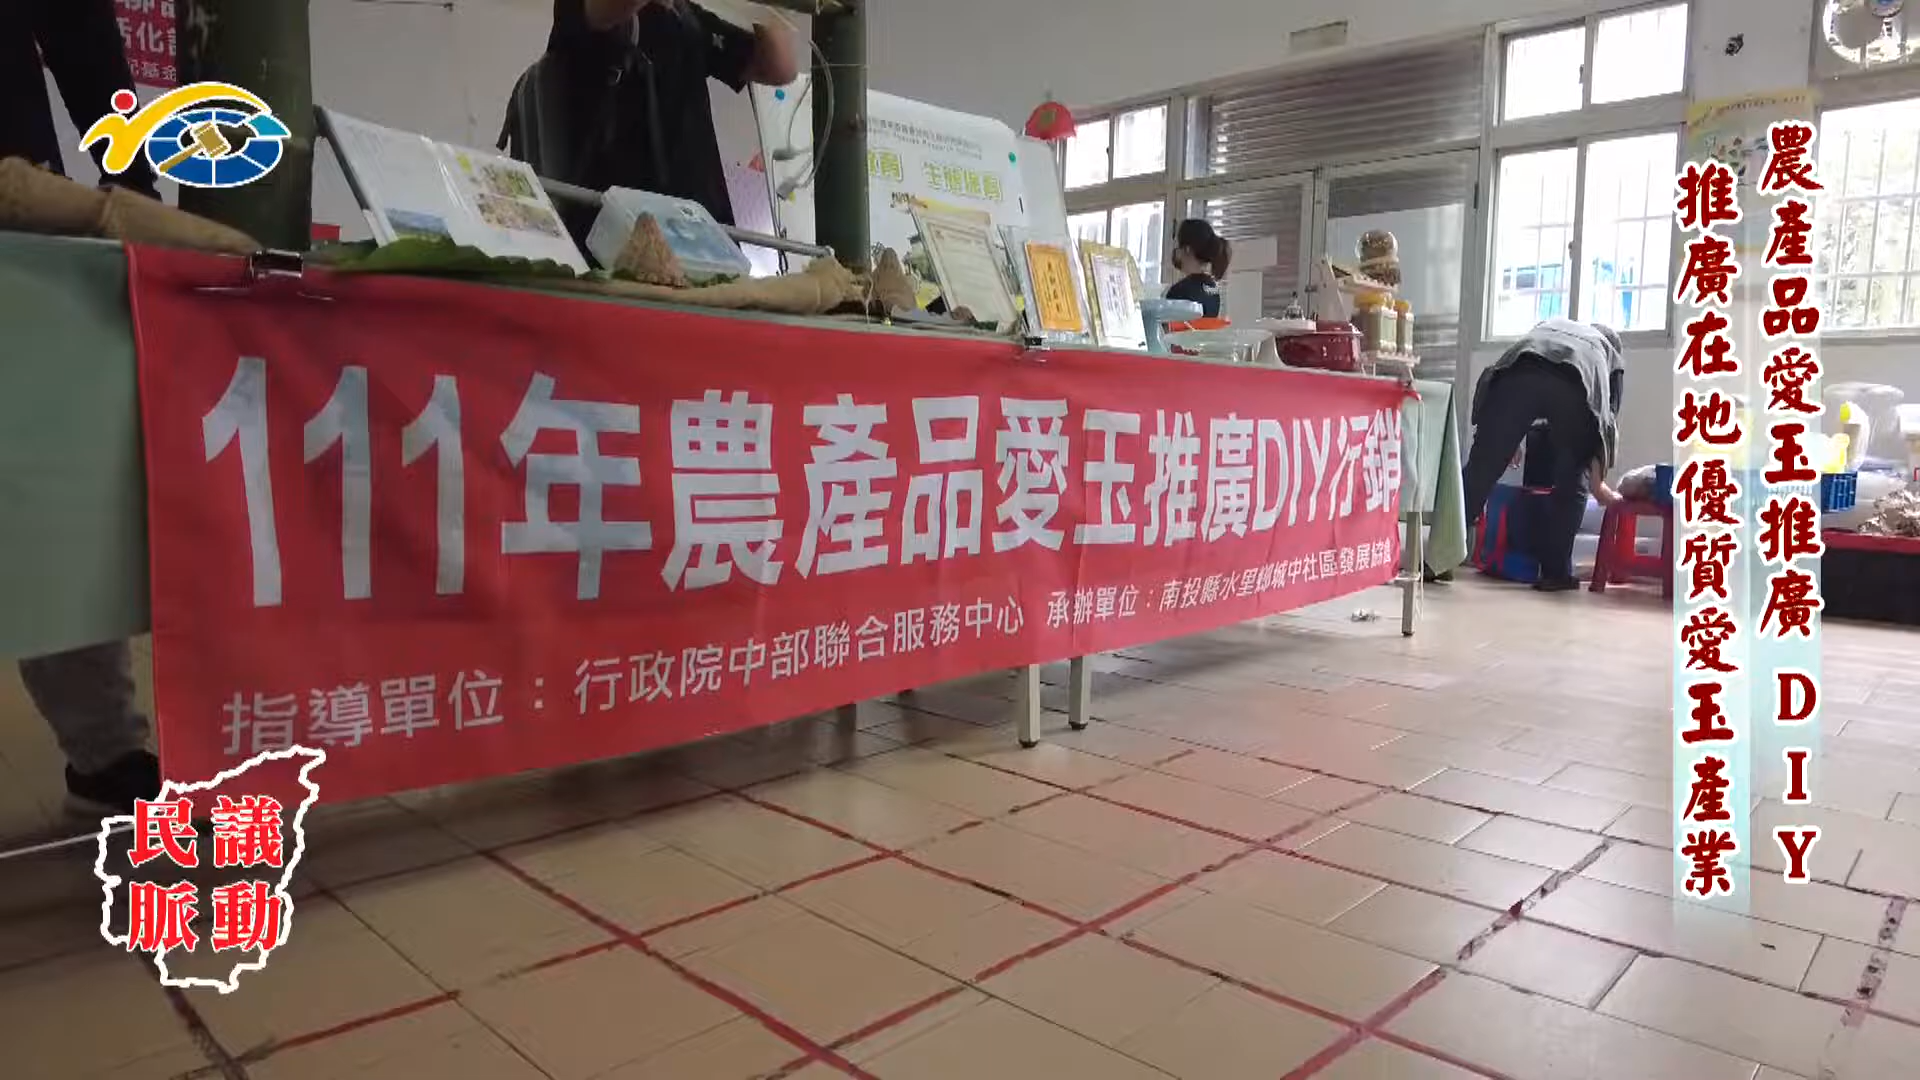 農產品愛玉推廣 DIY
推廣在地優質愛玉產業
111年農產品愛玉推廣DIY行銷
指導單位：行政院中部聯合服務中心 承辦單位：南投縣水里鄉城中社區發展協會
民議
脈動